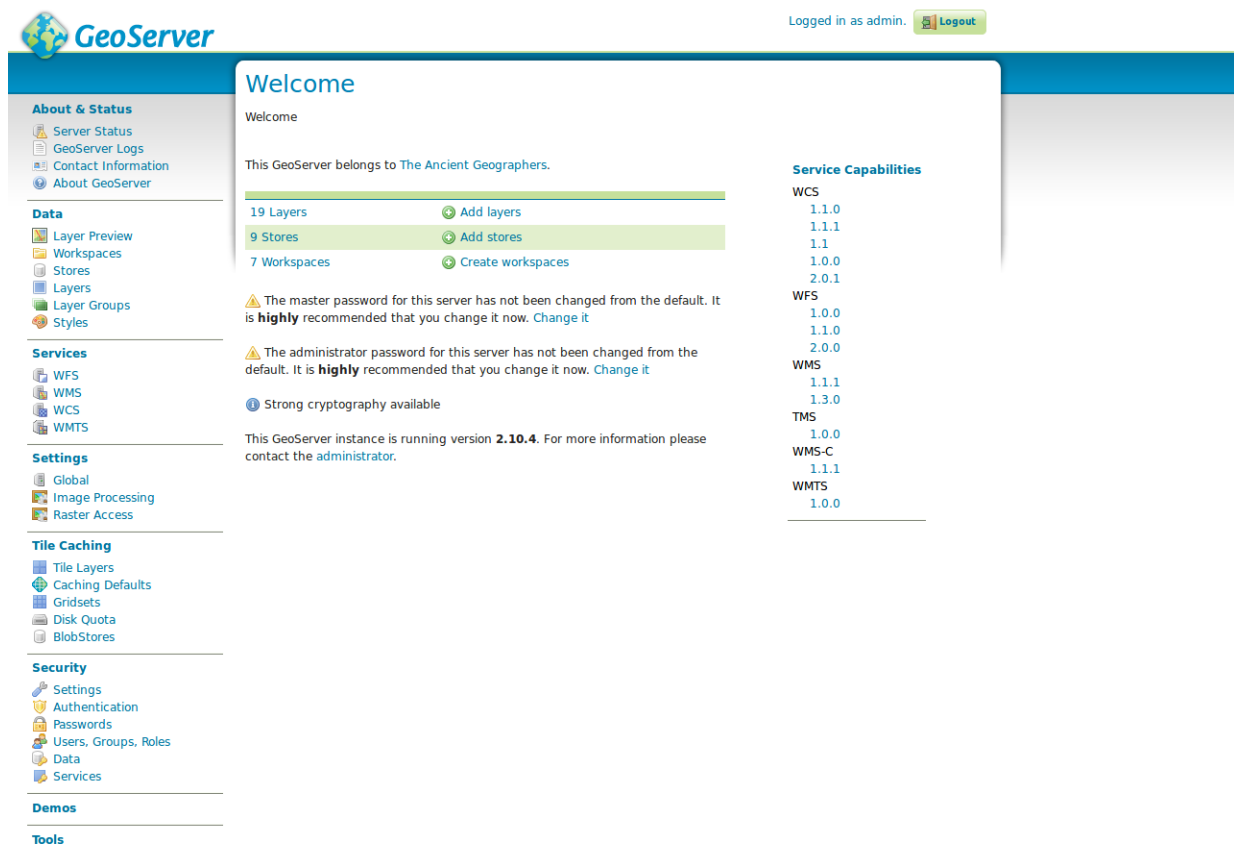 GeoServer
Logged in as admin.
Logout
About & Status
Server Status
GeoServer Logs
Contact Information
About GeoServer
Data
Layer Preview
Workspaces
Stores
Layers
Layer Groups
Styles
Services
WFS
WMS
WCS
WMTS
Settings
Global
Image Processing
Raster Access
Tile Caching
Tile Layers
Caching Defaults
Gridsets
Disk Quota
BlobStores
Security
Settings
Authentication
Passwords
Users, Groups, Roles
Data
Services
Demos
Tools
Welcome
Welcome
This GeoServer belongs to The Ancient Geographers.
19 Layers Add layers
9 Stores Add stores
7 Workspaces Create workspaces
The master password for this server has not been changed from the default. It
is highly recommended that you change it now. Change it
The administrator password for this server has not been changed from the
default. It is highly recommended that you change it now. Change it
Strong cryptography available
This GeoServer instance is running version 2.10.4. For more information please
contact the administrator.
Service Capabilities
WCS
1.1.0
1.1.1
1.1
1.0.0
2.0.1
WFS
1.0.0
1.1.0
2.0.0
WMS
1.1.1
1.3.0
TMS
1.0.0
WMS-C
1.1.1
WMTS
1.0.0